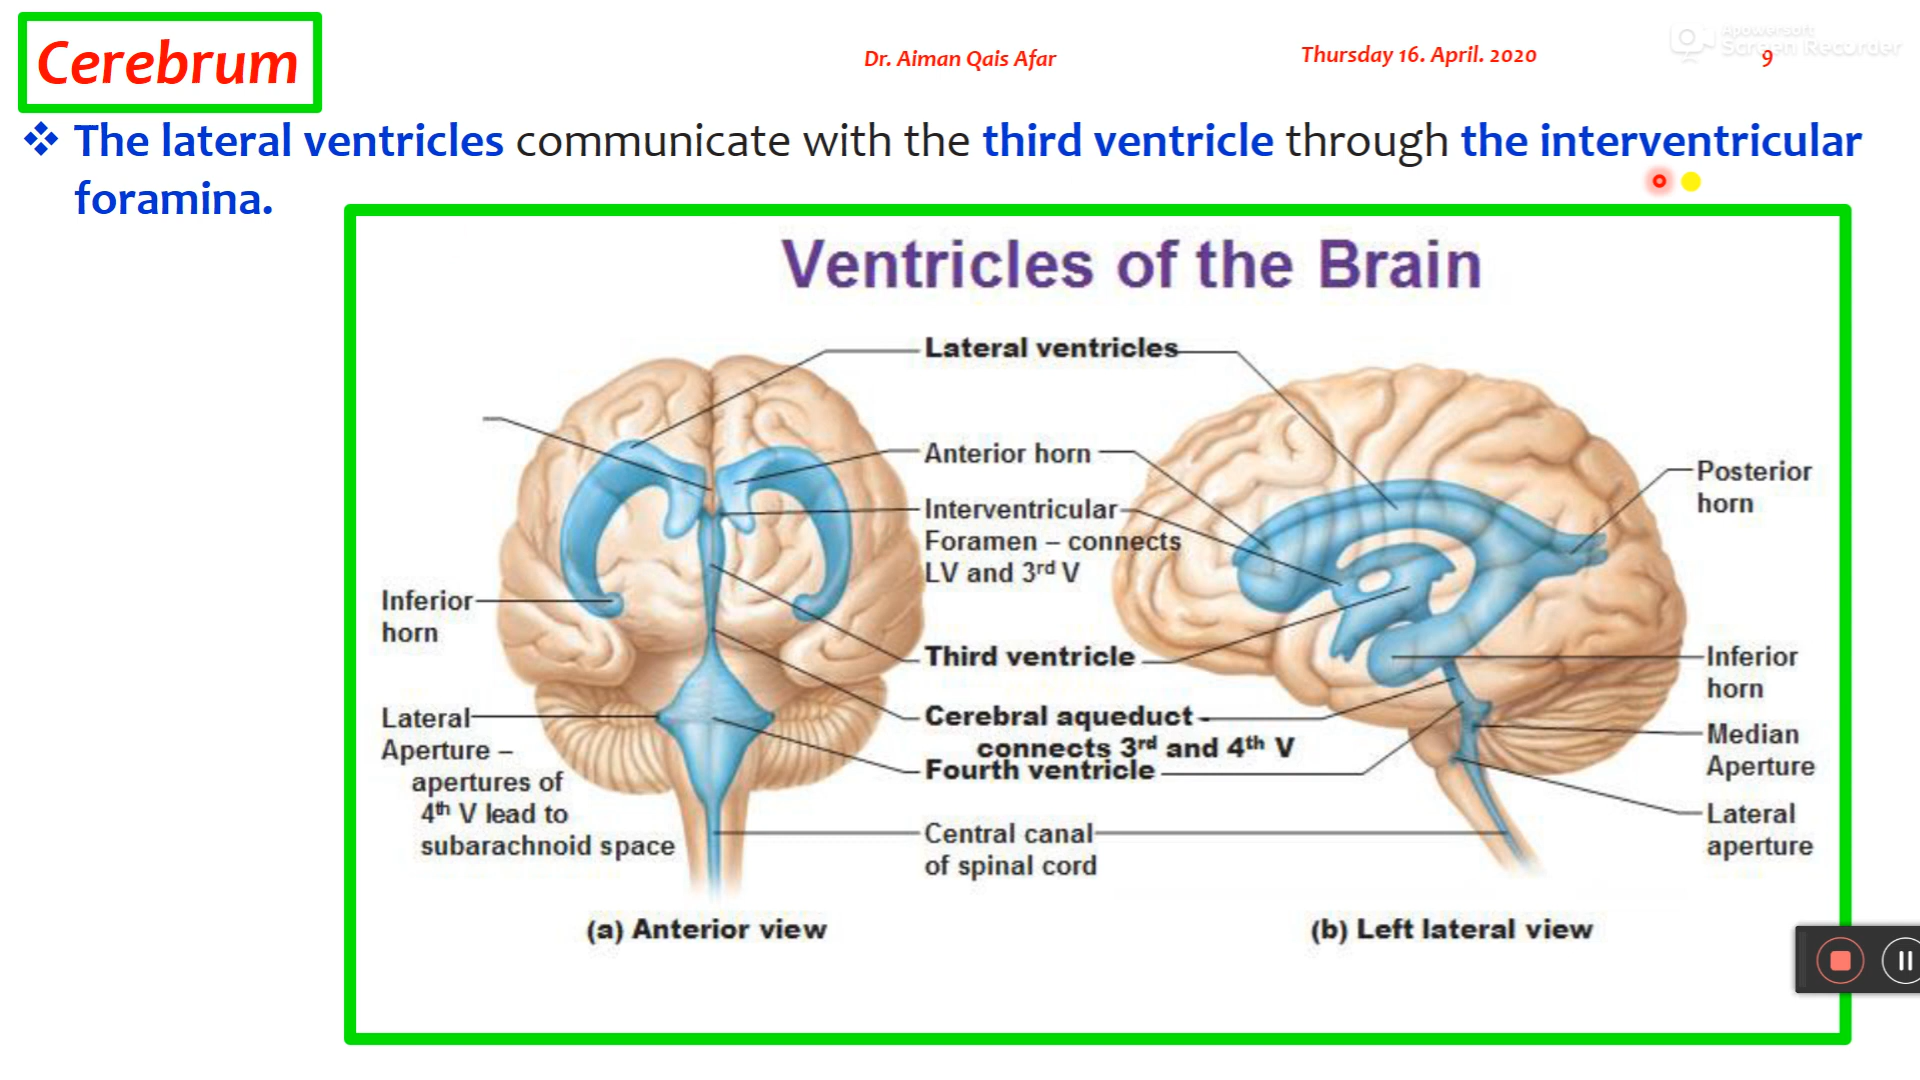 Cerebrum
Dr. Aiman Qais Afar
Thursday 16. April. 2020
9
Apowersoft
Screen Recorder
❖ The lateral ventricles communicate with the third ventricle through the interventricular
foramina.
Ventricles of the Brain
Lateral ventricles
Anterior horn
Interventricular
Foramen – connects
LV and 3rd V
Third ventricle
Cerebral aqueduct -
connects 3rd and 4th V
Fourth ventricle
Central canal
of spinal cord
Inferior
horn
Lateral
Aperture –
apertures of
4th V lead to
subarachnoid space
Posterior
horn
Inferior
horn
Median
Aperture
Lateral
aperture
(a) Anterior view
(b) Left lateral view